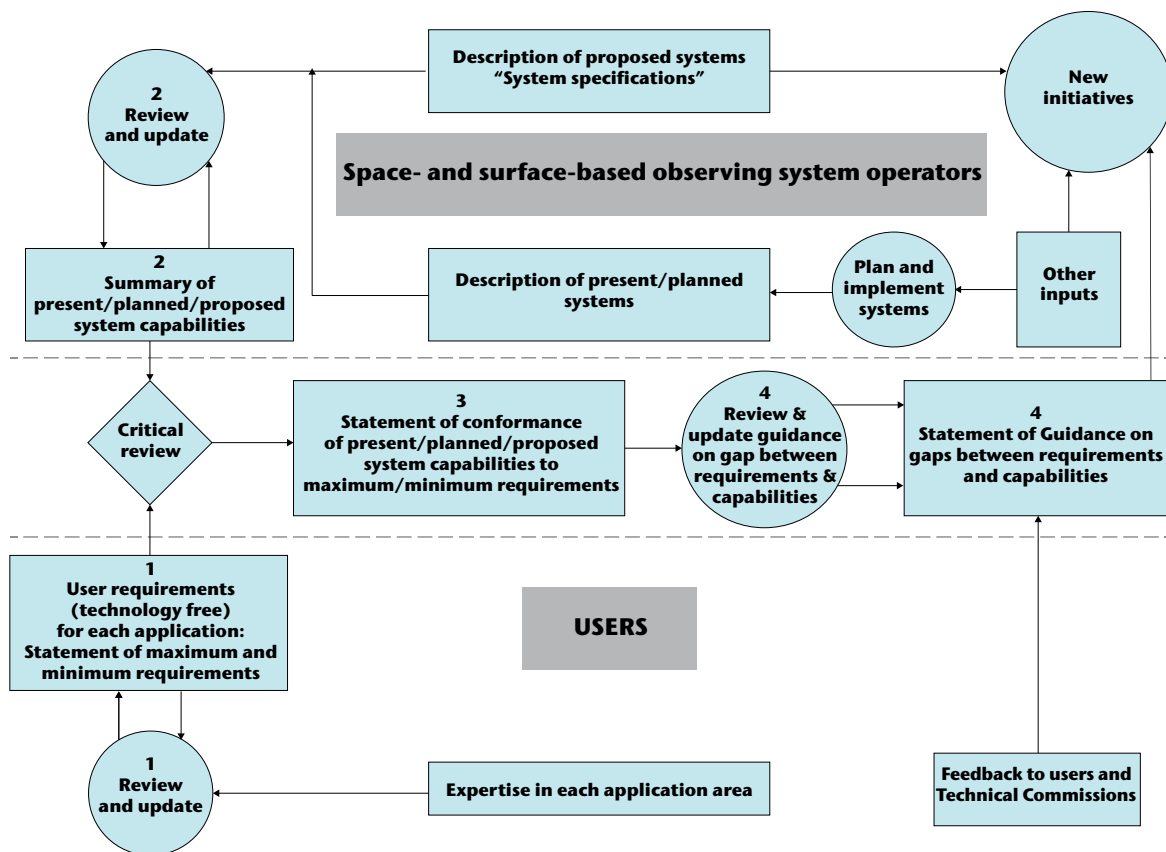 Description of proposed systems
“System specifications”
2
Review
and update
New
initiatives
Space- and surface-based observing system operators
2
Summary of
present/planned/proposed
system capabilities
Description of present/planned
systems
Plan and
implement
systems
Other
inputs
Critical
review
3
Statement of conformance
of present/planned/proposed
system capabilities to
maximum/minimum requirements
4
Review &
update guidance
on gap between
requirements &
capabilities
4
Statement of Guidance on
gaps between requirements
and capabilities
1
User requirements
(technology free)
for each application:
Statement of maximum and
minimum requirements
USERS
1
Review
and update
Expertise in each application area
Feedback to users and
Technical Commissions